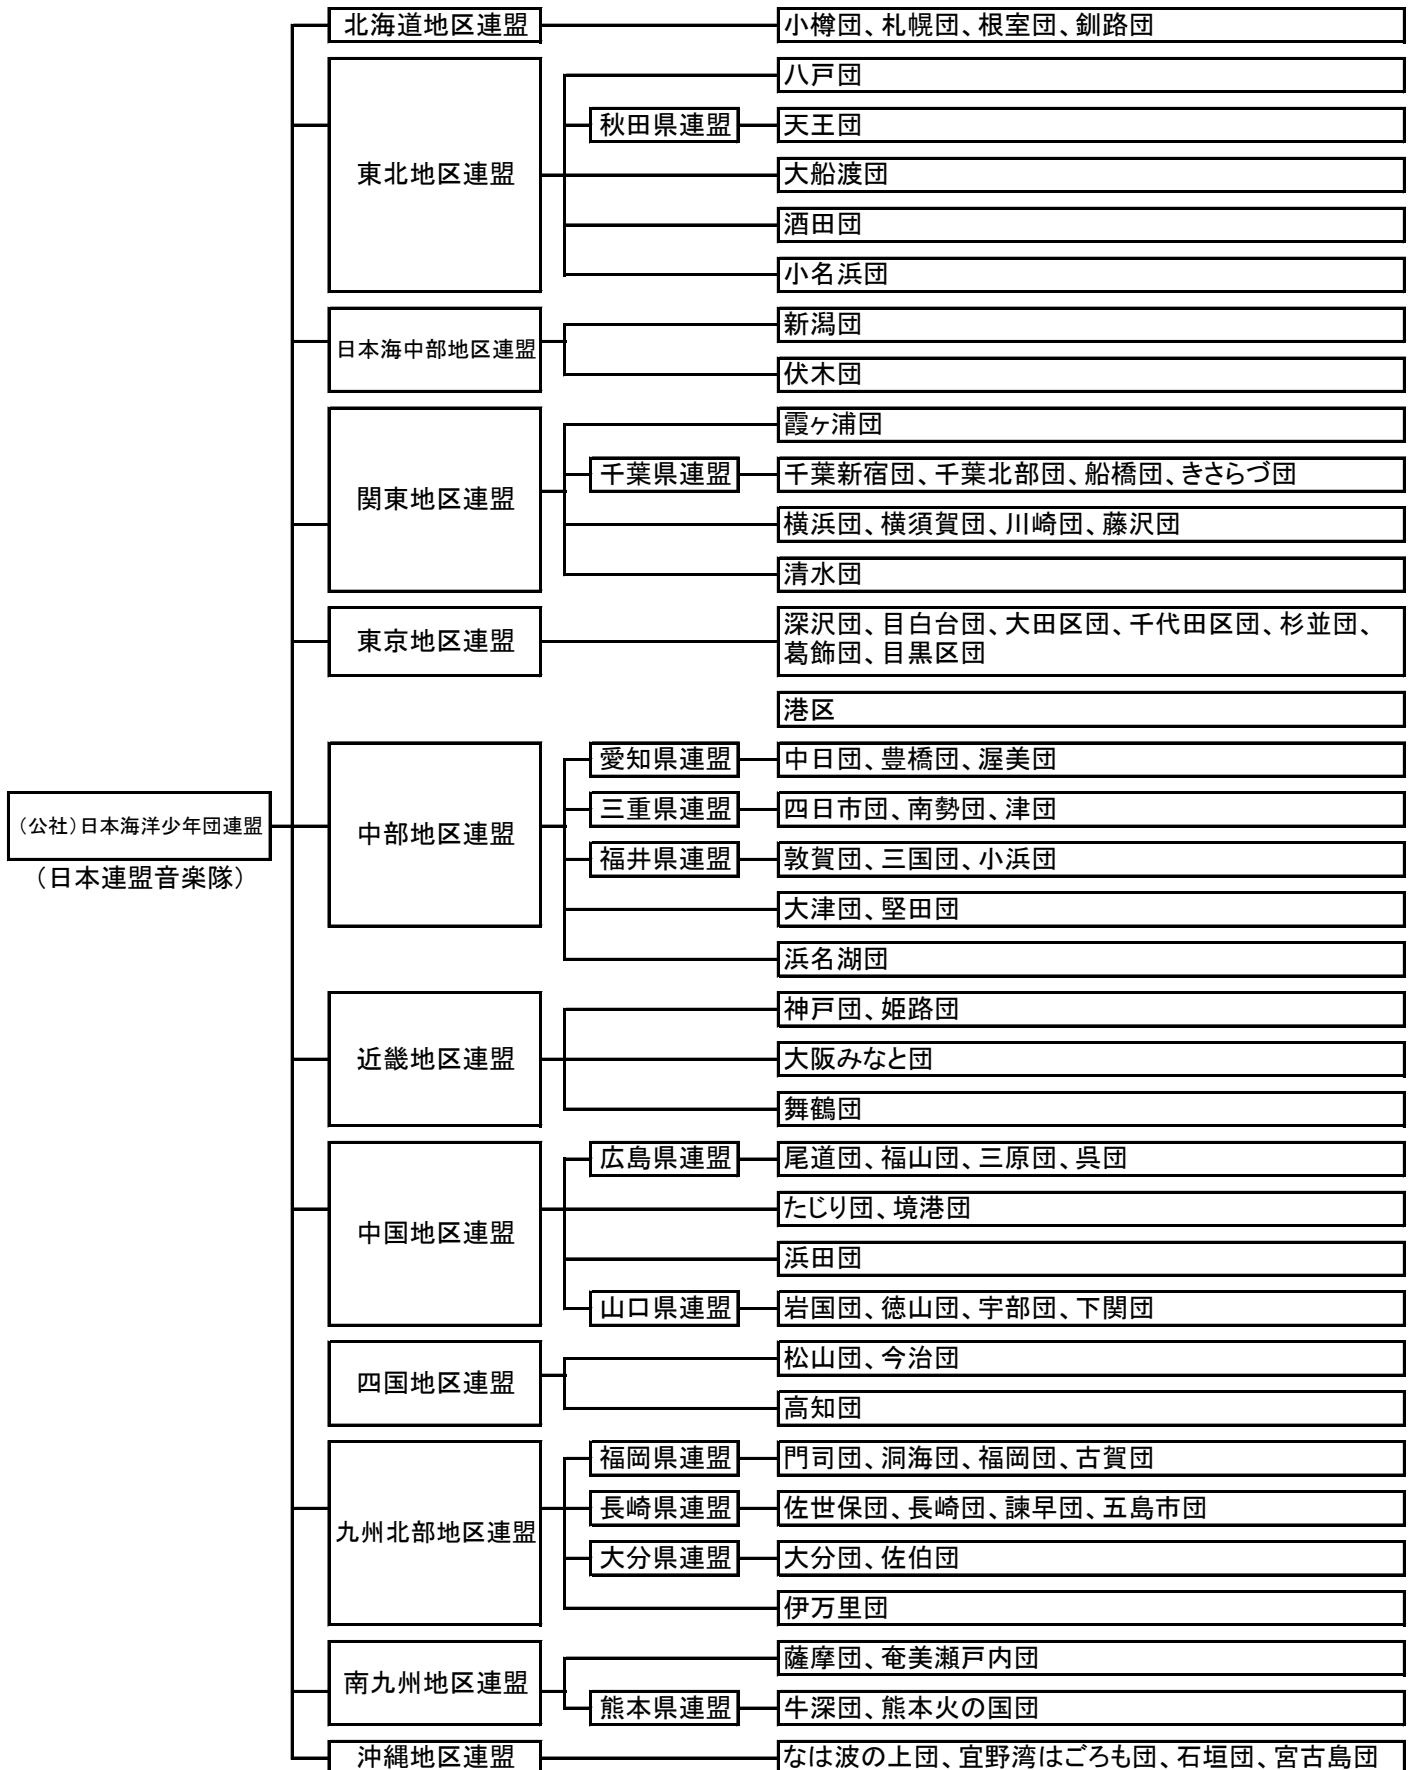 北海道地区連盟
小樽団、札幌団、根室団、釧路団
東北地区連盟
八戸団
秋田県連盟
天王団
大船渡団
酒田団
小名浜団
日本海中部地区連盟
新潟団
伏木団
関東地区連盟
霞ヶ浦団
千葉県連盟
千葉新宿団、千葉北部団、船橋団、きさらづ団
横浜団、横須賀団、川崎団、藤沢団
清水団
東京地区連盟
深沢団、目白台団、大田区団、千代田区団、杉並団、
葛飾団、目黒区団
港区
(公社)日本海洋少年団連盟
(日本連盟音楽隊)
中部地区連盟
愛知県連盟
中日団、豊橋団、渥美団
三重県連盟
四日市団、南勢団、津団
福井県連盟
敦賀団、三国団、小浜団
大津団、堅田団
浜名湖団
近畿地区連盟
神戸団、姫路団
大阪みなと団
舞鶴団
中国地区連盟
広島県連盟
尾道団、福山団、三原団、呉団
たじり団、境港団
浜田団
山口県連盟
岩国団、徳山団、宇部団、下関団
四国地区連盟
松山団、今治団
高知団
九州北部地区連盟
福岡県連盟
門司団、洞海団、福岡団、古賀団
長崎県連盟
佐世保団、長崎団、諫早団、五島市団
大分県連盟
大分団、佐伯団
伊万里団
南九州地区連盟
薩摩団、奄美瀬戸内団
熊本県連盟
牛深団、熊本火の国団
沖縄地区連盟
なは波の上団、宜野湾はごろも団、石垣団、宮古島団